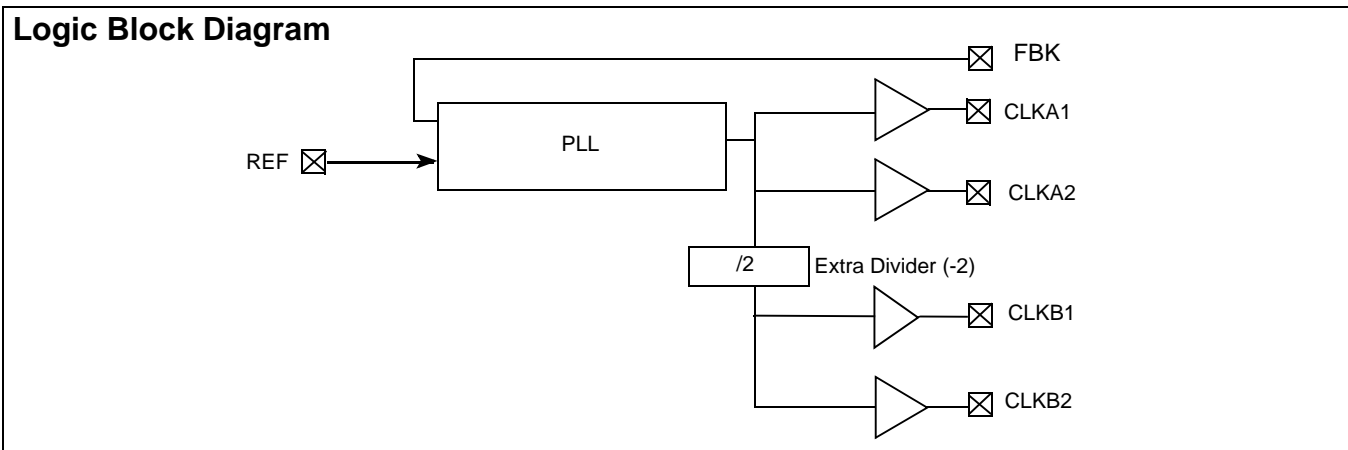 Logic Block Diagram
FBK
CLKA1
PLL
REF
CLKA2
/2
Extra Divider (-2)
CLKB1
CLKB2